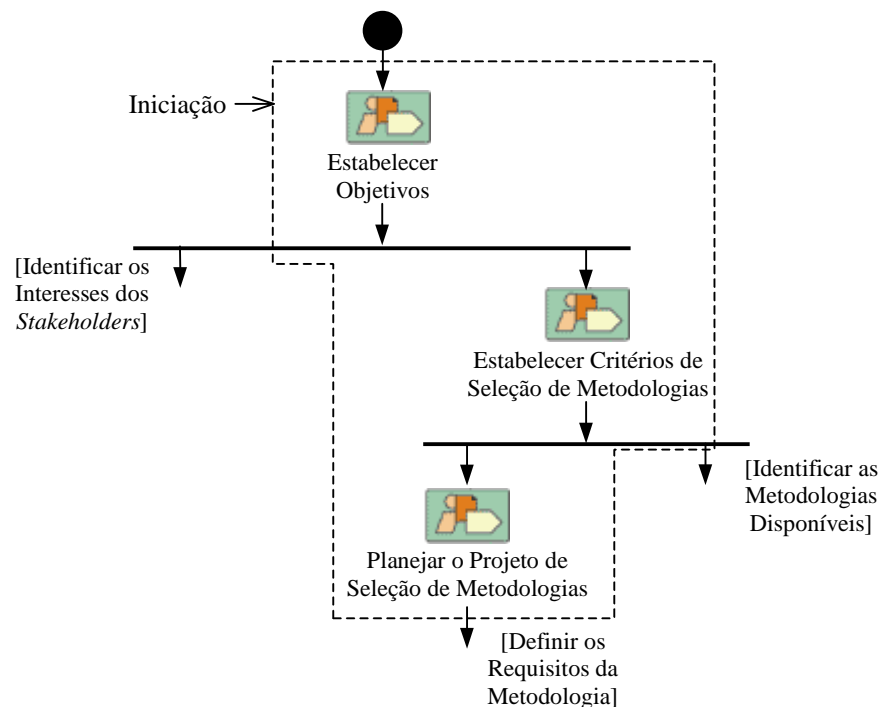 Iniciação
Estabelecer
Objetivos
[Identificar os
Interesses dos
Stakeholders]
Estabelecer Critérios de
Seleção de Metodologias
[Identificar as
Metodologias
Disponíveis]
Planejar o Projeto de
Seleção de Metodologias
[Definir os
Requisitos da
Metodologia]